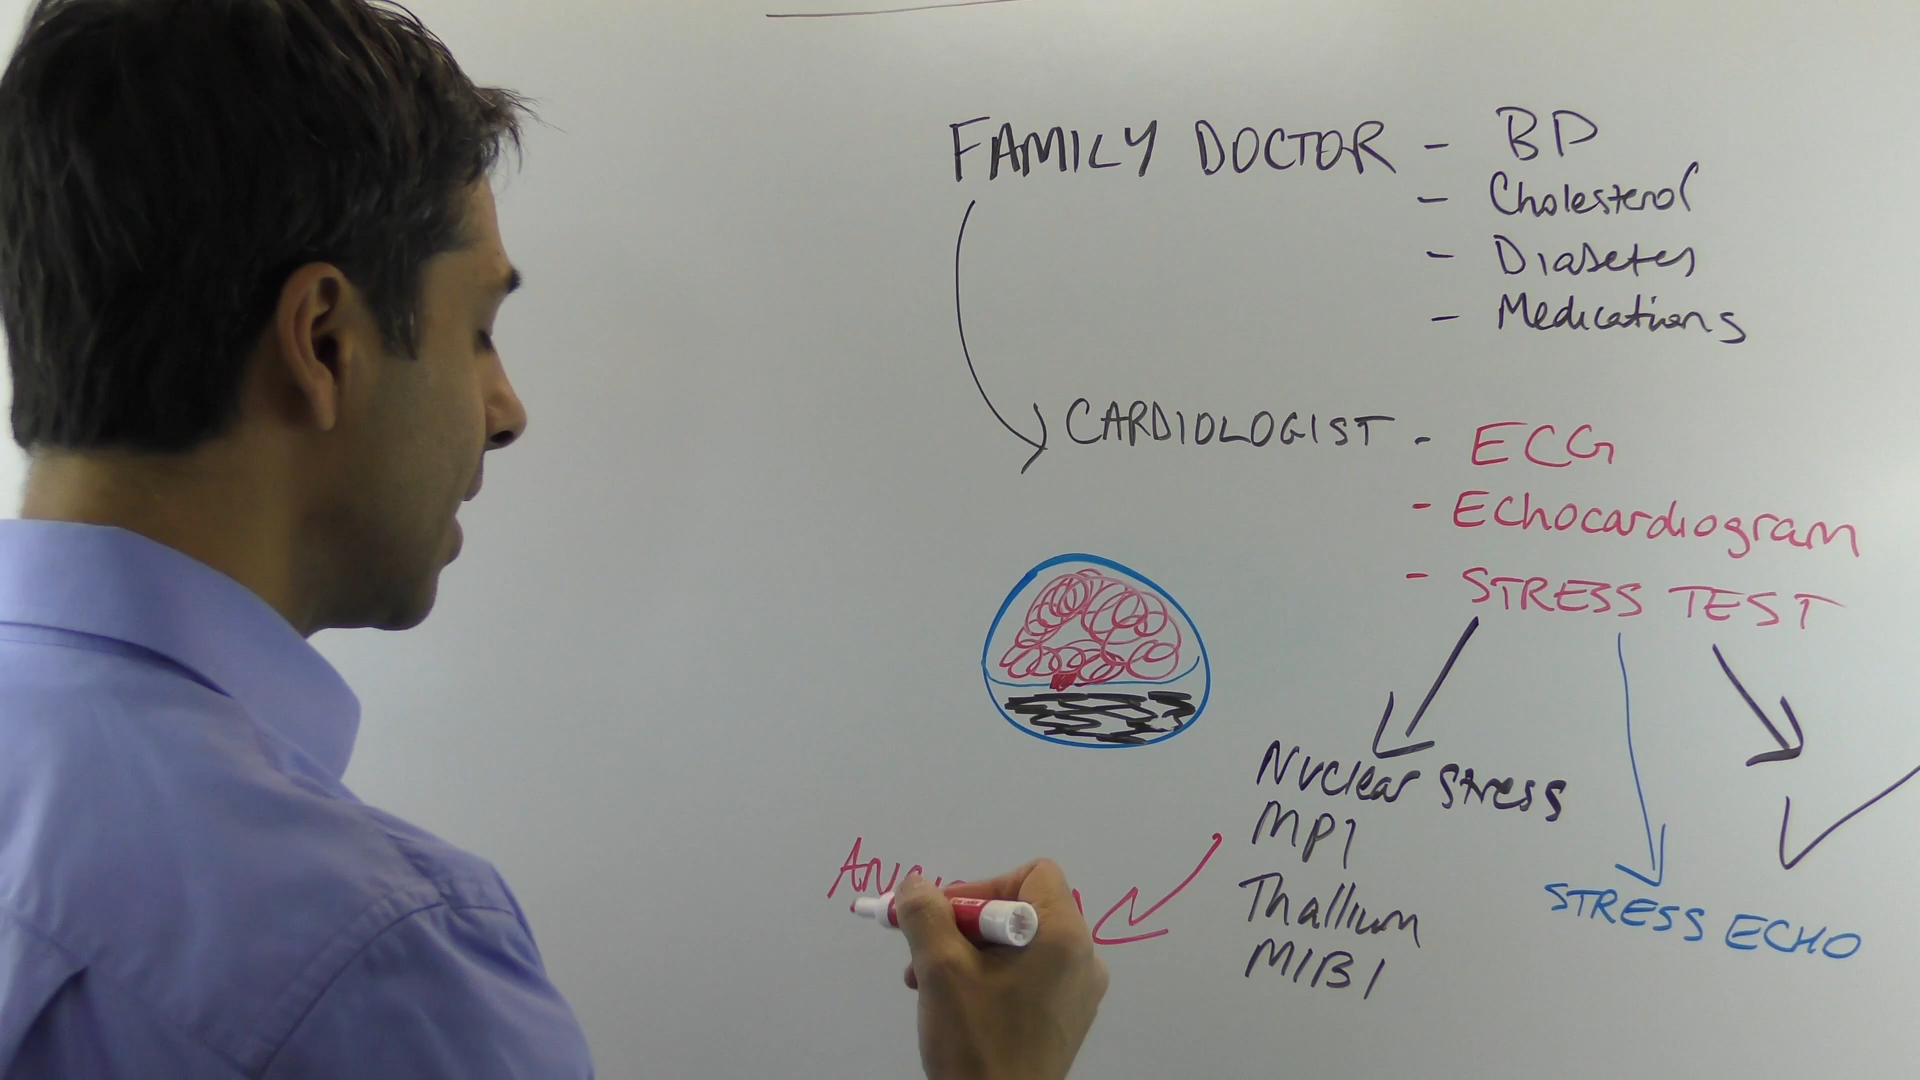 FAMILY DOCTOR - BP
- Cholesterol
- Diabetes
- Medications
CARDIOLOGIST - ECG
- Echocardiogram
- STRESS TEST
Nuclear Stress
MPI
Thallium
MIBI
STRESS ECHO